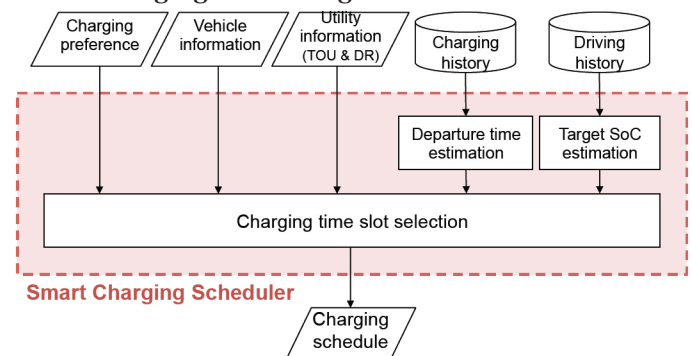 Charging
preference
Vehicle
information
Utility
information
(TOU & DR)
Charging
history
Driving
history
Departure time
estimation
Target SoC
estimation
Charging time slot selection
Smart Charging Scheduler
Charging
schedule